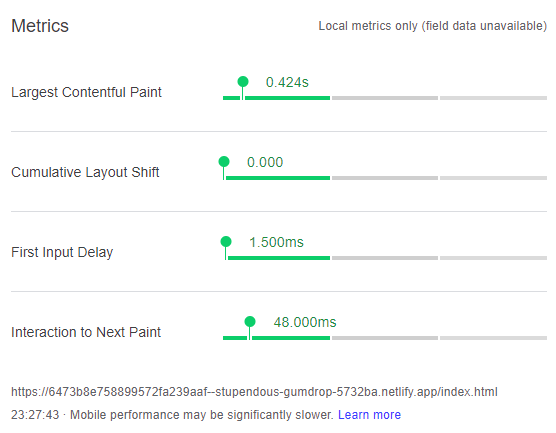 Metrics
Local metrics only (field data unavailable)
Largest Contentful Paint
0.424s
Cumulative Layout Shift
0.000
First Input Delay
1.500ms
Interaction to Next Paint
48.000ms
https://6473b8e758899572fa239aaf--stupendous-gumdrop-5732ba.netlify.app/index.html
23:27:43 · Mobile performance may be significantly slower. Learn more